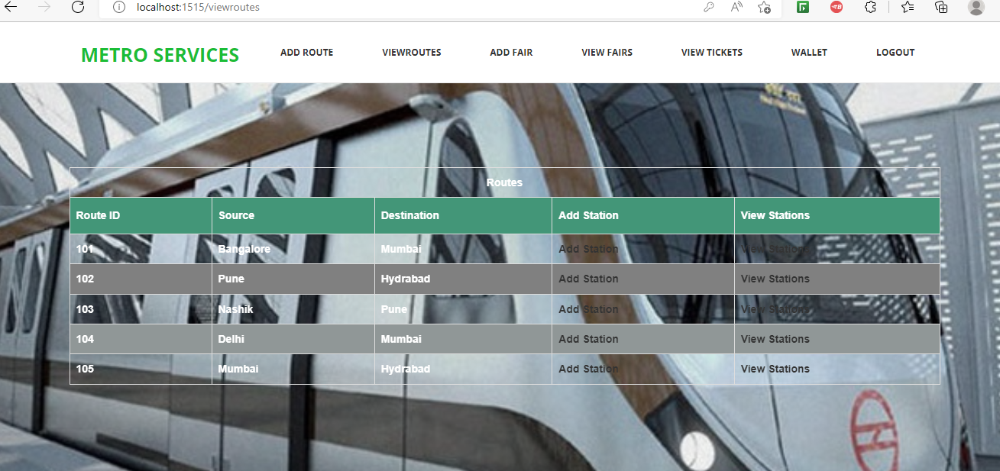 localhost:1515/viewroutes
METRO SERVICES ADD ROUTE VIEWROUTES ADD FAIR VIEW FAIRS VIEW TICKETS WALLET LOGOUT
Routes
Route ID Source Destination Add Station View Stations
101 Bangalore Mumbai Add Station View Stations
102 Pune Hydrabad Add Station View Stations
103 Nashik Pune Add Station View Stations
104 Delhi Mumbai Add Station View Stations
105 Mumbai Hydrabad Add Station View Stations